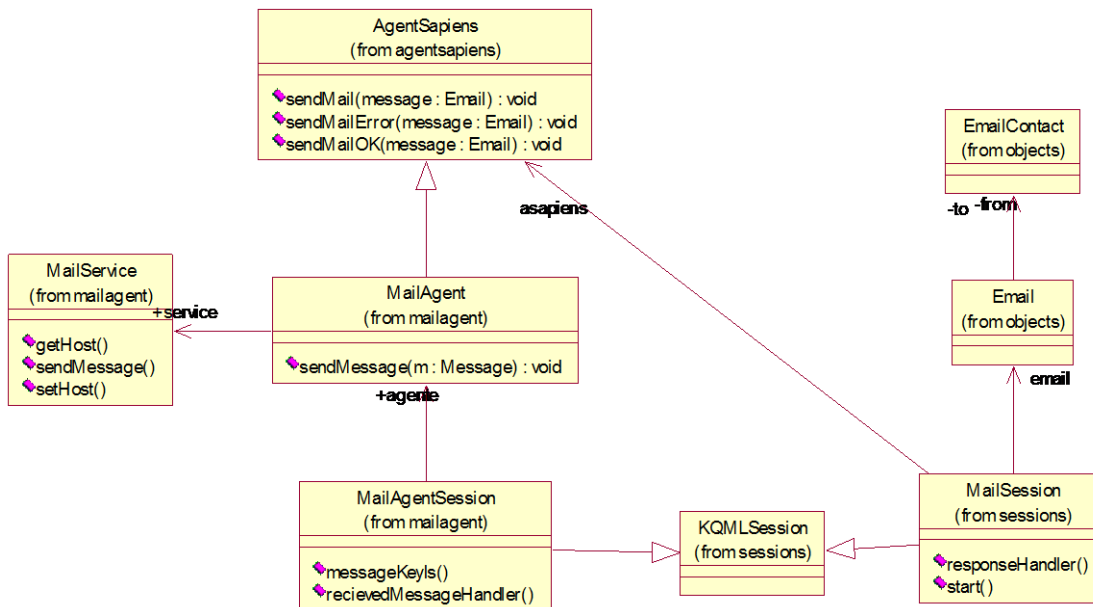 AgentSapiens
(from agentsapiens)
sendMail(message : Email) : void
sendMailError(message : Email) : void
sendMailOK(message : Email) : void
EmailContact
(from objects)
-to -from
asapiens
MailService
(from mailagent)
getHost()
sendMessage()
setHost()
+service
MailAgent
(from mailagent)
sendMessage(m : Message) : void
Email
(from objects)
+agente
email
MailAgentSession
(from mailagent)
messageKeyIs()
recievedMessageHandler()
KQMLSession
(from sessions)
MailSession
(from sessions)
responseHandler()
start()